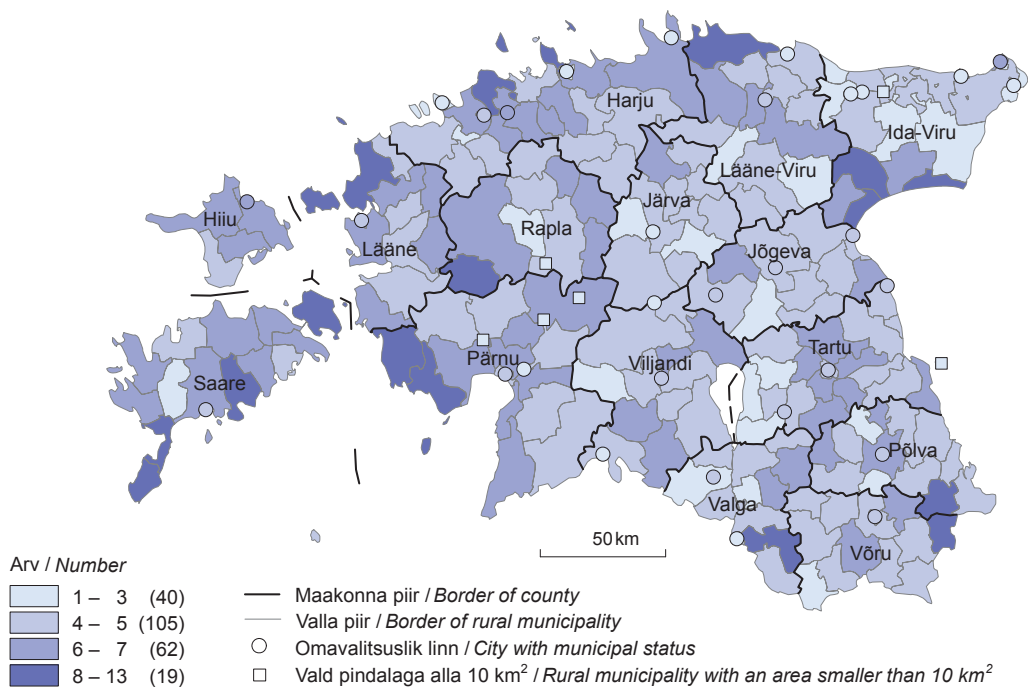 Harju
Ida-Viru
Lääne-Viru
Järva
Hiiu
Rapla
Lääne
Jõgeva
Tartu
Viljandi
Pärnu
Saare
Põlva
Valga
Võru
50 km
Arv / Number
1 – 3 (40)
4 – 5 (105)
6 – 7 (62)
8 – 13 (19)
Maakonna piir / Border of county
Valla piir / Border of rural municipality
Omavalitsuslik linn / City with municipal status
Vald pindalaga alla 10 km² / Rural municipality with an area smaller than 10 km²